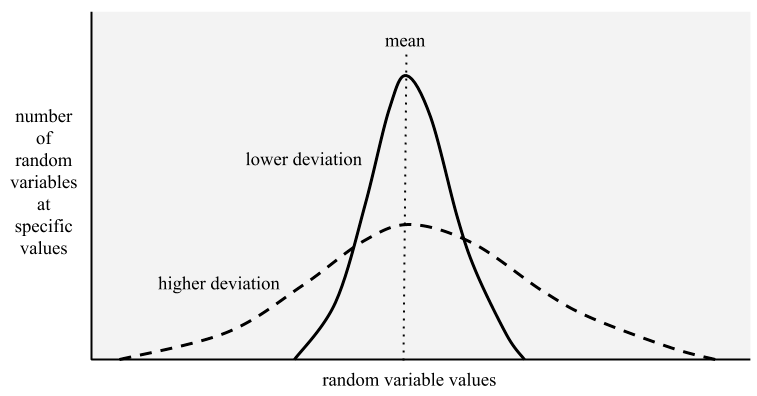 mean
number
of
random
variables
at
specific
values
lower deviation
higher deviation
random variable values